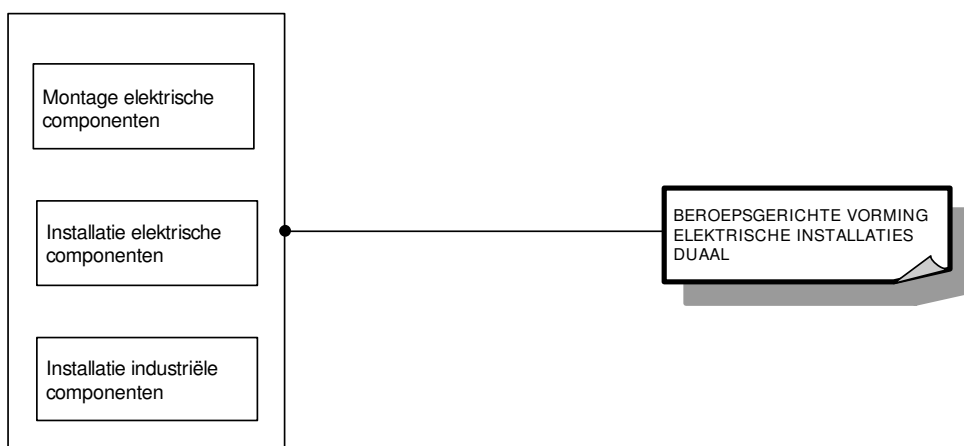 Montage elektrische
componenten
Installatie elektrische
componenten
Installatie industriële
componenten
BEROEPSGERICHTE VORMING
ELEKTRISCHE INSTALLATIES
DUAAL